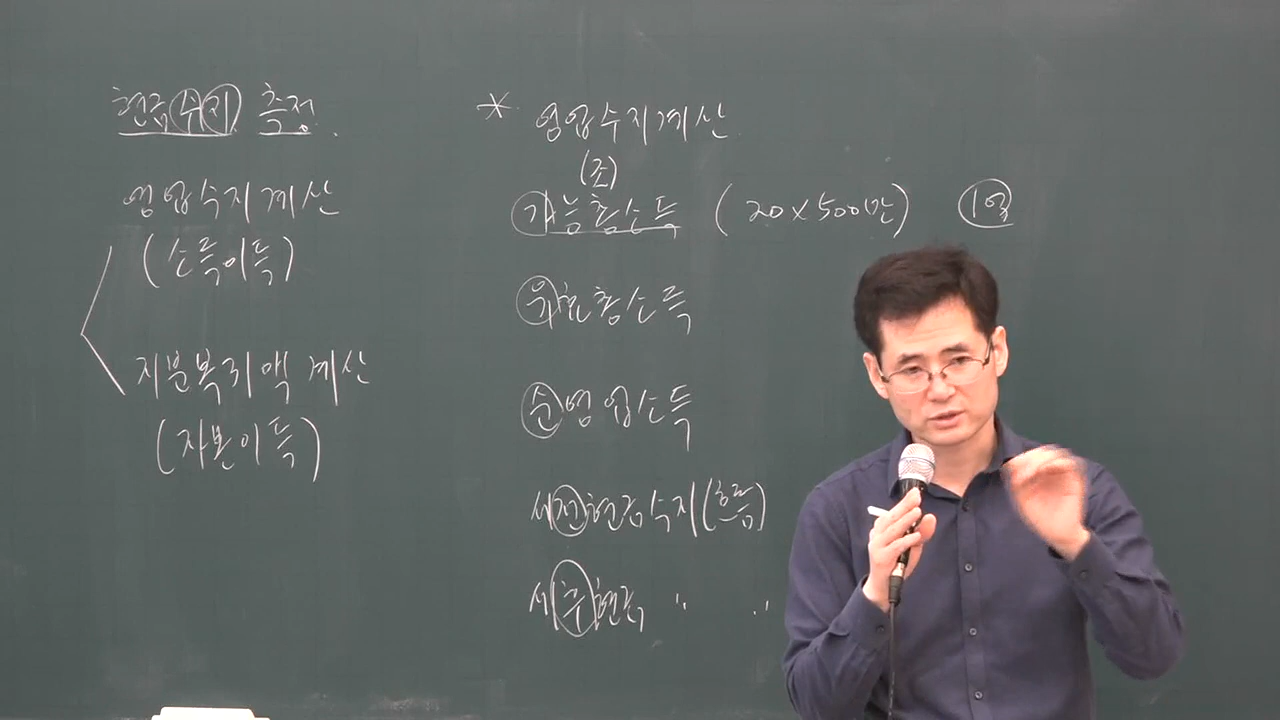 현금수지 측정.
영업수지계산
(소득이득)
지분복귀액 계산
(자본이득)
* 영업수지계산
(조)
가능총소득 (20×500만) 1억
유효총소득
순영업소득
세전현금수지(흐름)
세후현금 〃 〃